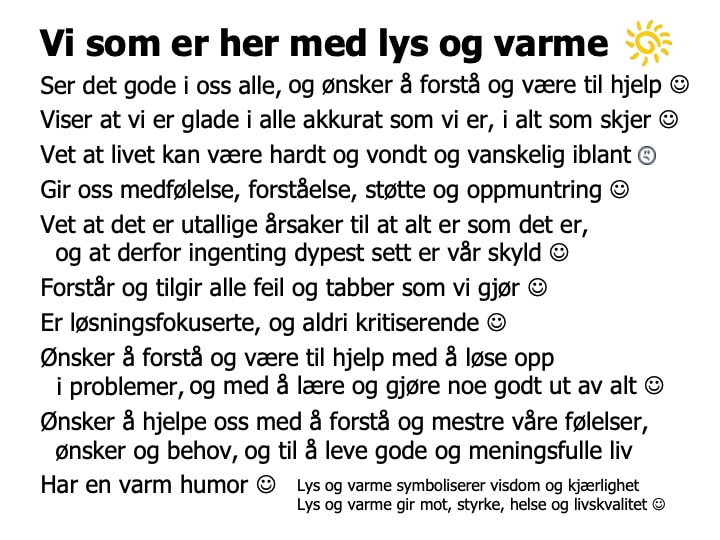 Vi som er her med lys og varme
Ser det gode i oss alle, og ønsker å forstå og være til hjelp ☺
Viser at vi er glade i alle akkurat som vi er, i alt som skjer ☺
Vet at livet kan være hardt og vondt og vanskelig iblant ☹
Gir oss medfølelse, forståelse, støtte og oppmuntring ☺
Vet at det er utallige årsaker til at alt er som det er,
og at derfor ingenting dypest sett er vår skyld ☺
Forstår og tilgir alle feil og tabber som vi gjør ☺
Er løsningsfokuserte, og aldri kritiserende ☺
Ønsker å forstå og være til hjelp med å løse opp
i problemer, og med å lære og gjøre noe godt ut av alt ☺
Ønsker å hjelpe oss med å forstå og mestre våre følelser,
ønsker og behov, og til å leve gode og meningsfulle liv
Har en varm humor ☺
Lys og varme symboliserer visdom og kjærlighet
Lys og varme gir mot, styrke, helse og livskvalitet ☺